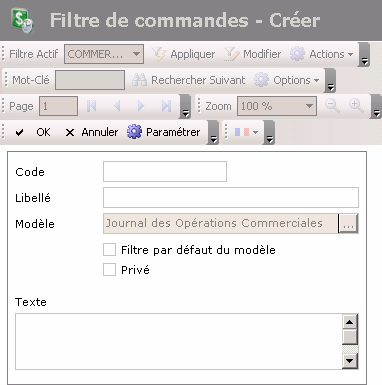 Filtre de commandes - Créer
Filtre Actif COMMER... Appliquer Modifier Actions
Mot-Clé Rechercher Suivant Options
Page 1 Zoom 100 %
OK Annuler Paramétrer
Code
Libellé
Modèle Journal des Opérations Commerciales ...
Filtre par défaut du modèle
Privé
Texte